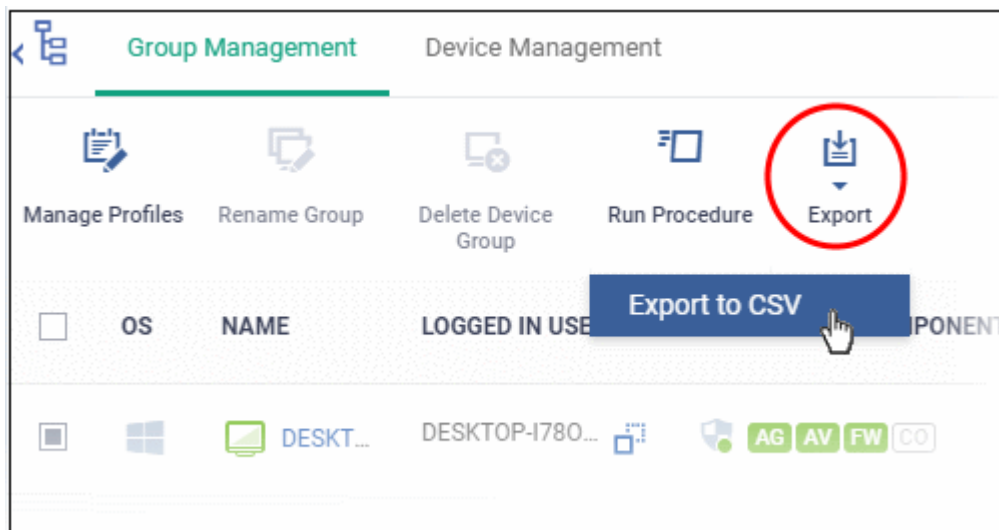 Group Management Device Management
Manage Profiles Rename Group Delete Device Group Run Procedure Export
Export to CSV
OS NAME LOGGED IN USE PONENT
DESKT... DESKTOP-I78O... AG AV FW CO